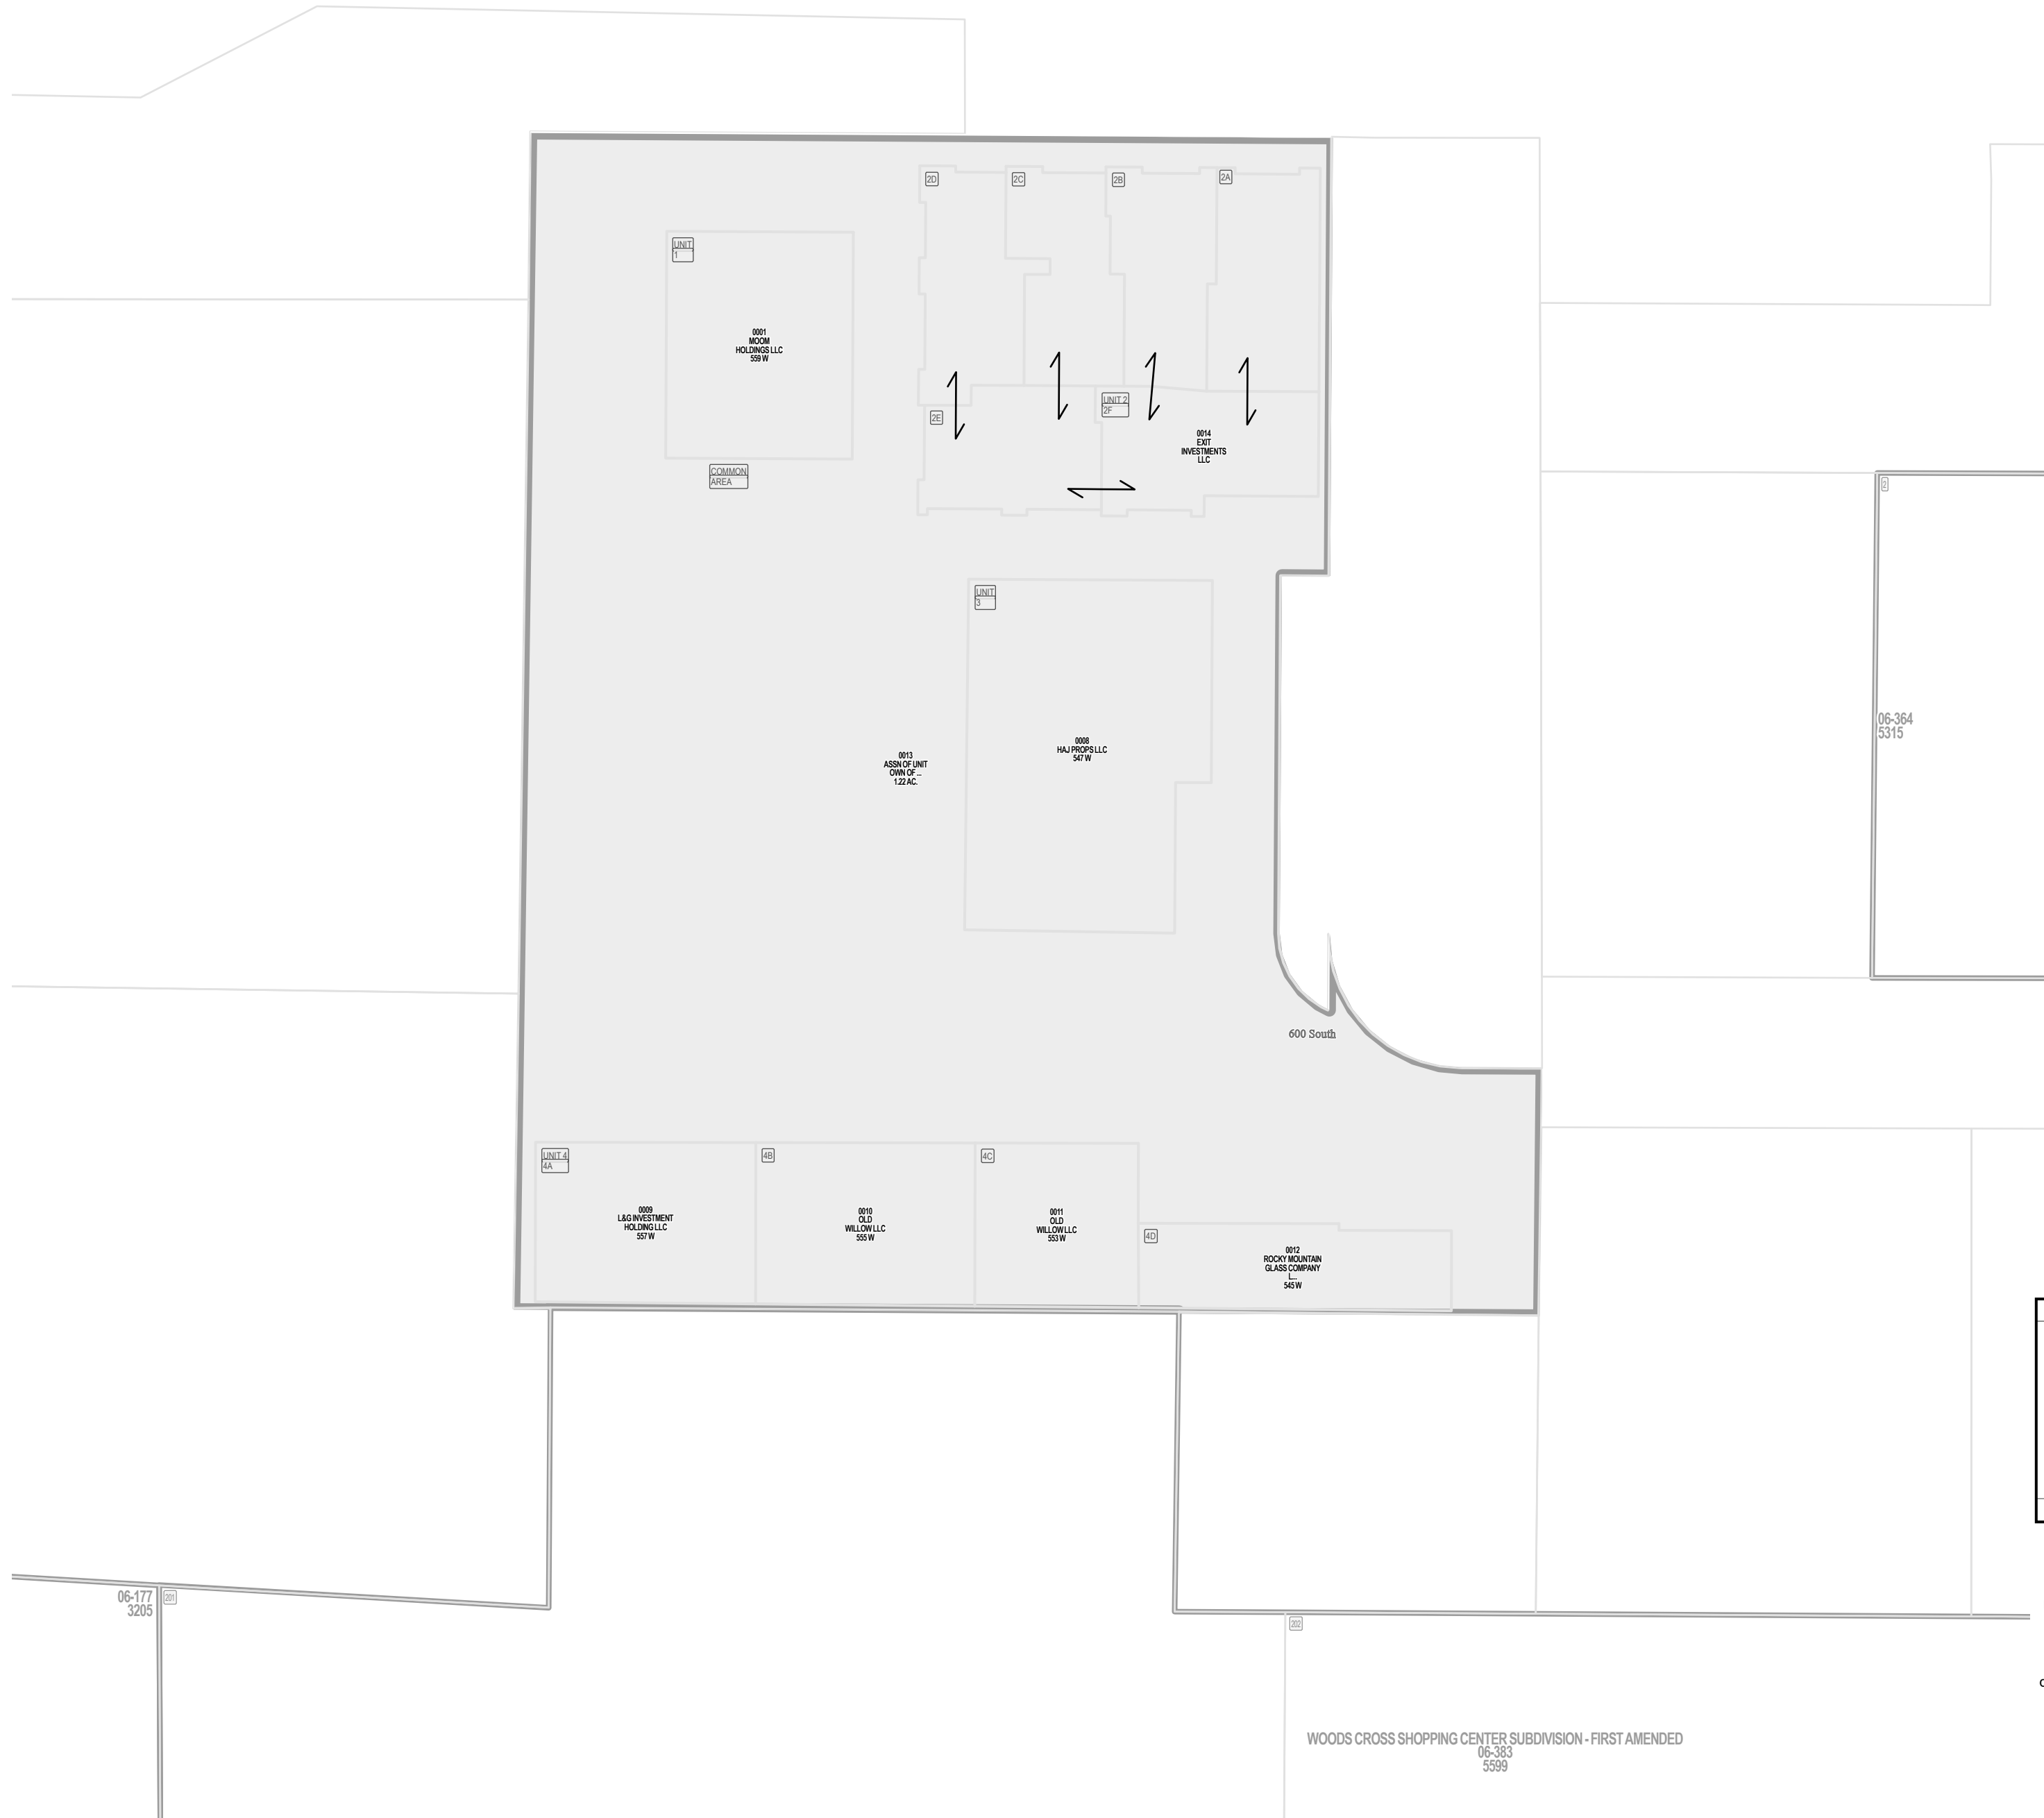 2D
2C
2B
2A
UNIT
1
0001
MOOM
HOLDINGS LLC
559 W
2E
UNIT 2
2F
0014
EXIT
INVESTMENTS
LLC
COMMON
AREA
2
UNIT
3
06-364
5315
0013
ASSN OF UNIT
OWN OF ...
1.22 AC.
0008
HAJ PROPS LLC
547 W
600 South
UNIT 4
4A
4B
4C
0009
L&G INVESTMENT
HOLDING LLC
557 W
0010
OLD
WILLOW LLC
555 W
0011
OLD
WILLOW LLC
553 W
4D
0012
ROCKY MOUNTAIN
GLASS COMPANY
L...
545 W
06-177
3205
201
202
WOODS CROSS SHOPPING CENTER SUBDIVISION - FIRST AMENDED
06-383
5599